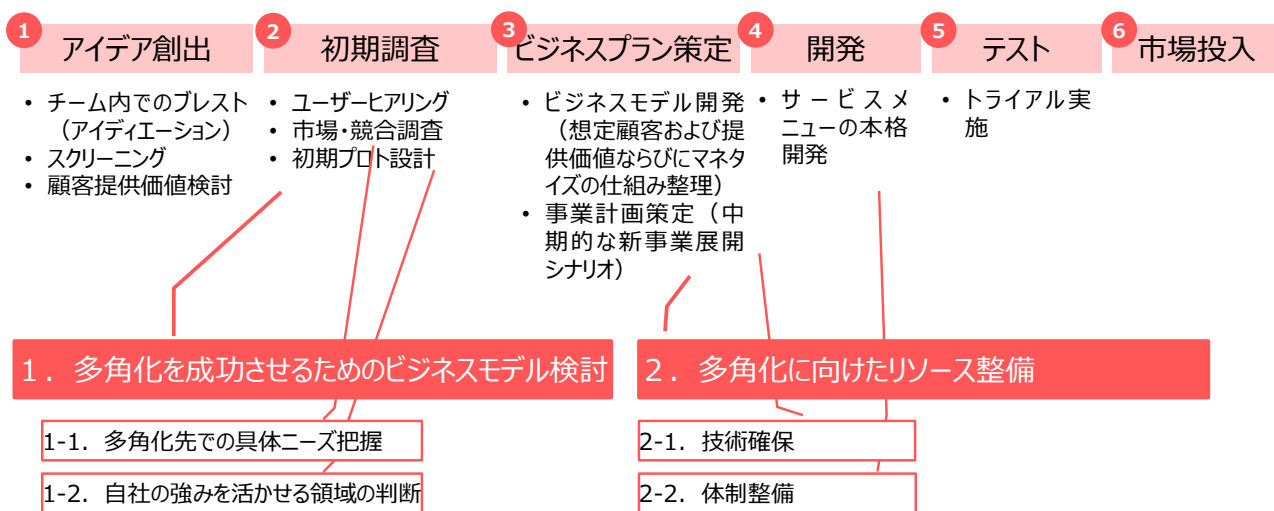 1
アイデア創出
2
初期調査
3
ビジネスプラン策定
4
開発
5
テスト
6
市場投入
• チーム内でのブレスト
（アイディエーション）
• スクリーニング
• 顧客提供価値検討
• ユーザーヒアリング
• 市場・競合調査
• 初期プロト設計
• ビジネスモデル開発
（想定顧客および提
供価値ならびにマネタ
イズの仕組み整理）
• 事業計画策定（中
期的な新事業展開
シナリオ）
• サービスメ
ニューの本格
開発
• トライアル実
施
１．多角化を成功させるためのビジネスモデル検討
1-1．多角化先での具体ニーズ把握
1-2．自社の強みを活かせる領域の判断
２．多角化に向けたリソース整備
2-1．技術確保
2-2．体制整備